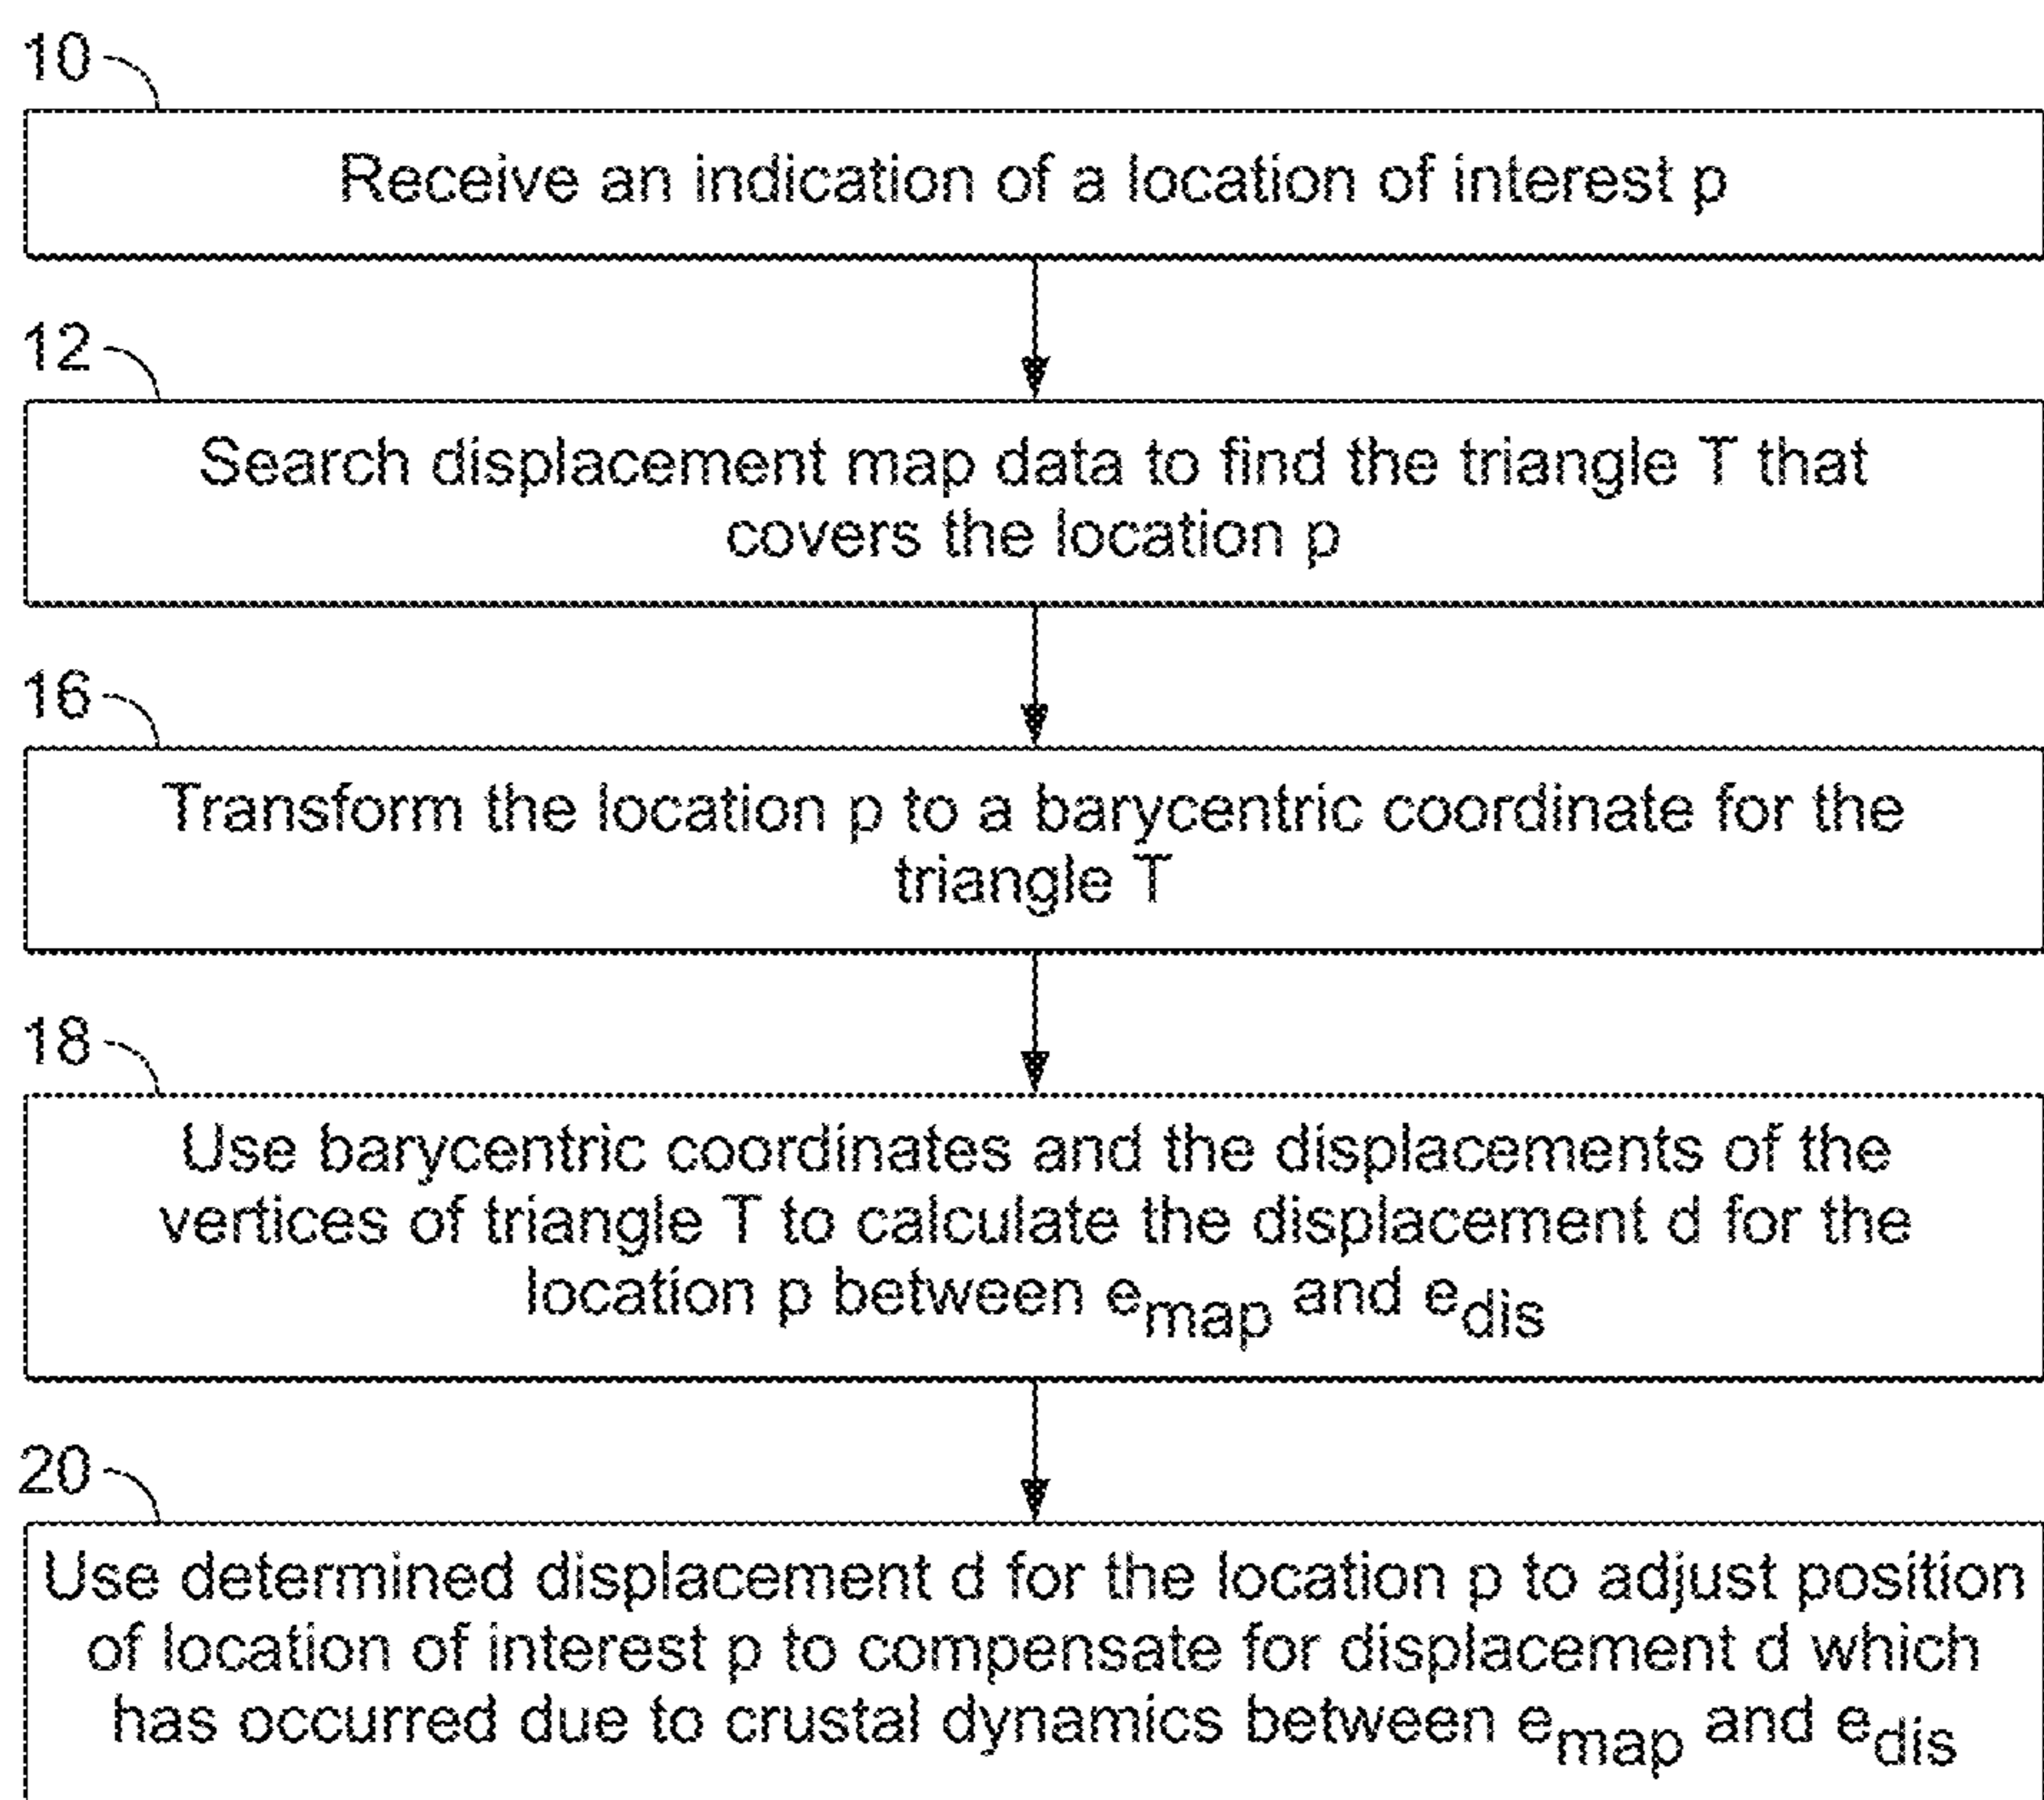 10
Receive an indication of a location of interest p
12
Search displacement map data to find the triangle T that
covers the location p
16
Transform the location p to a barycentric coordinate for the
triangle T
18
Use barycentric coordinates and the displacements of the
vertices of triangle T to calculate the displacement d for the
location p between emap and edis
20
Use determined displacement d for the location p to adjust position
of location of interest p to compensate for displacement d which
has occurred due to crustal dynamics between emap and edis